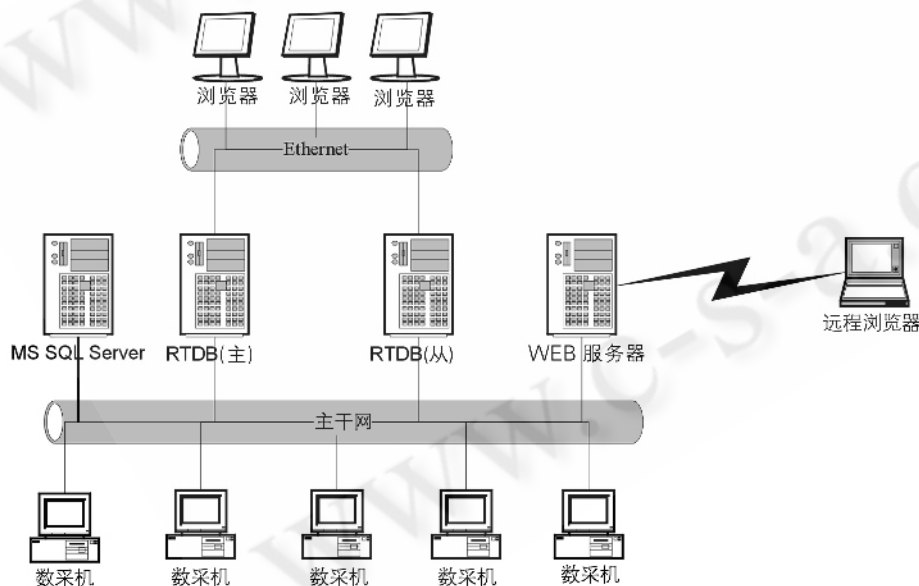 浏览器 浏览器 浏览器
Ethernet
MS SQL Server RTDB(主) RTDB(从) WEB 服务器 远程浏览器
主干网
数采机 数采机 数采机 数采机 数采机
www.c-s-a.o